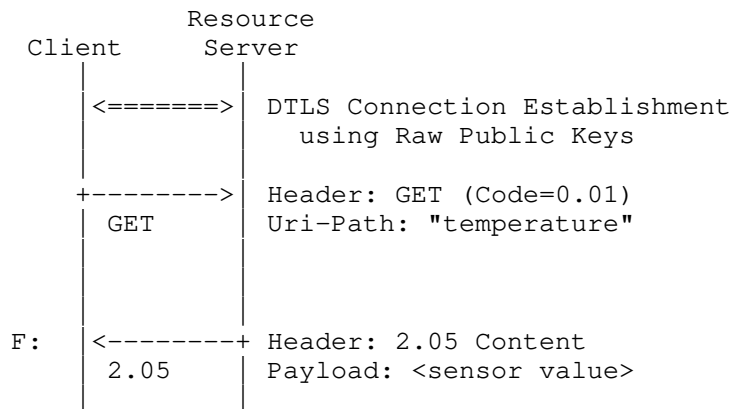 Resource
Client Server
<=======> DTLS Connection Establishment
using Raw Public Keys
+--------> Header: GET (Code=0.01)
GET Uri-Path: "temperature"
F: <--------+ Header: 2.05 Content
2.05 Payload: <sensor value>